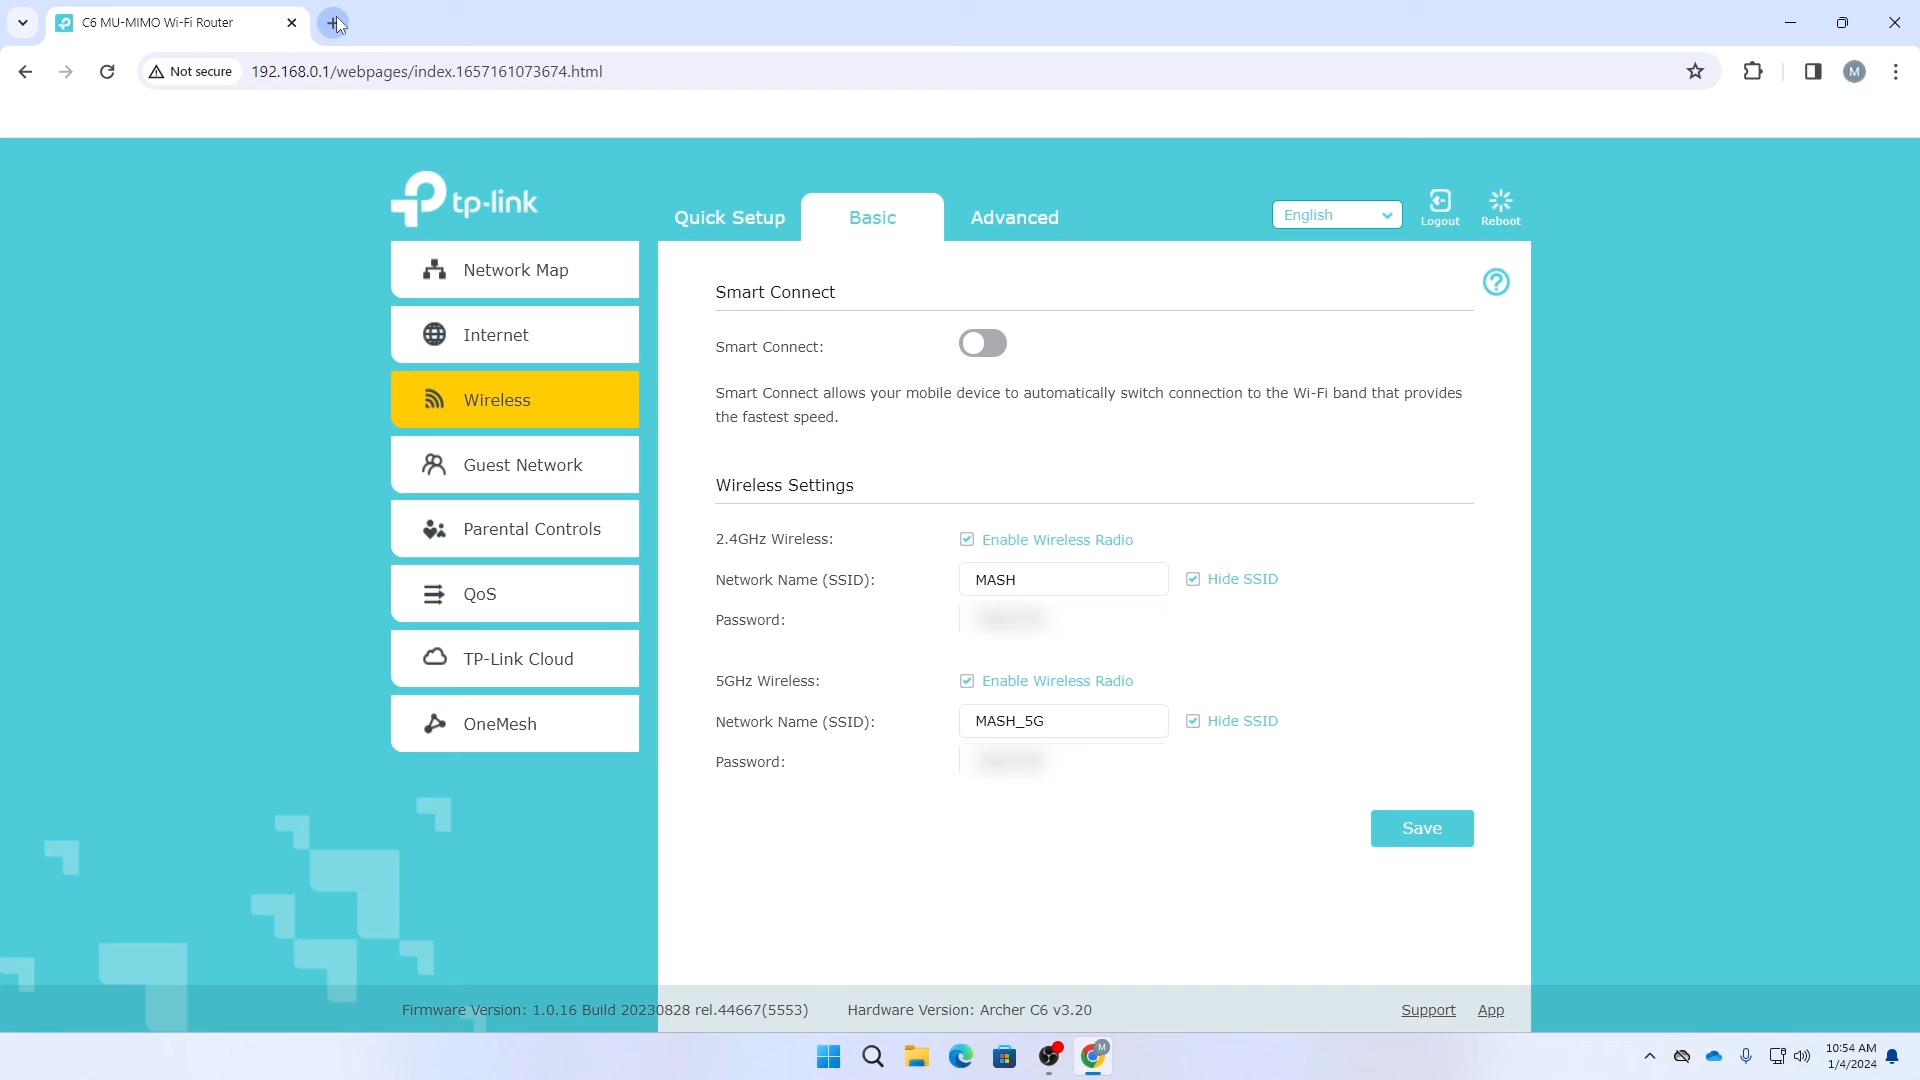 C6 MU-MIMO Wi-Fi Router
Not secure
192.168.0.1/webpages/index.1657161073674.html
M
tp-link
Quick Setup
Basic
Advanced
English
Logout
Reboot
Network Map
Internet
Wireless
Guest Network
Parental Controls
QoS
TP-Link Cloud
OneMesh
Smart Connect
Smart Connect:
Smart Connect allows your mobile device to automatically switch connection to the Wi-Fi band that provides
the fastest speed.
Wireless Settings
2.4GHz Wireless:
Enable Wireless Radio
Network Name (SSID):
MASH
Hide SSID
Password:
5GHz Wireless:
Enable Wireless Radio
Network Name (SSID):
MASH_5G
Hide SSID
Password:
Save
Firmware Version: 1.0.16 Build 20230828 rel.44667(5553)
Hardware Version: Archer C6 v3.20
Support
App
M
10:54 AM
1/4/2024